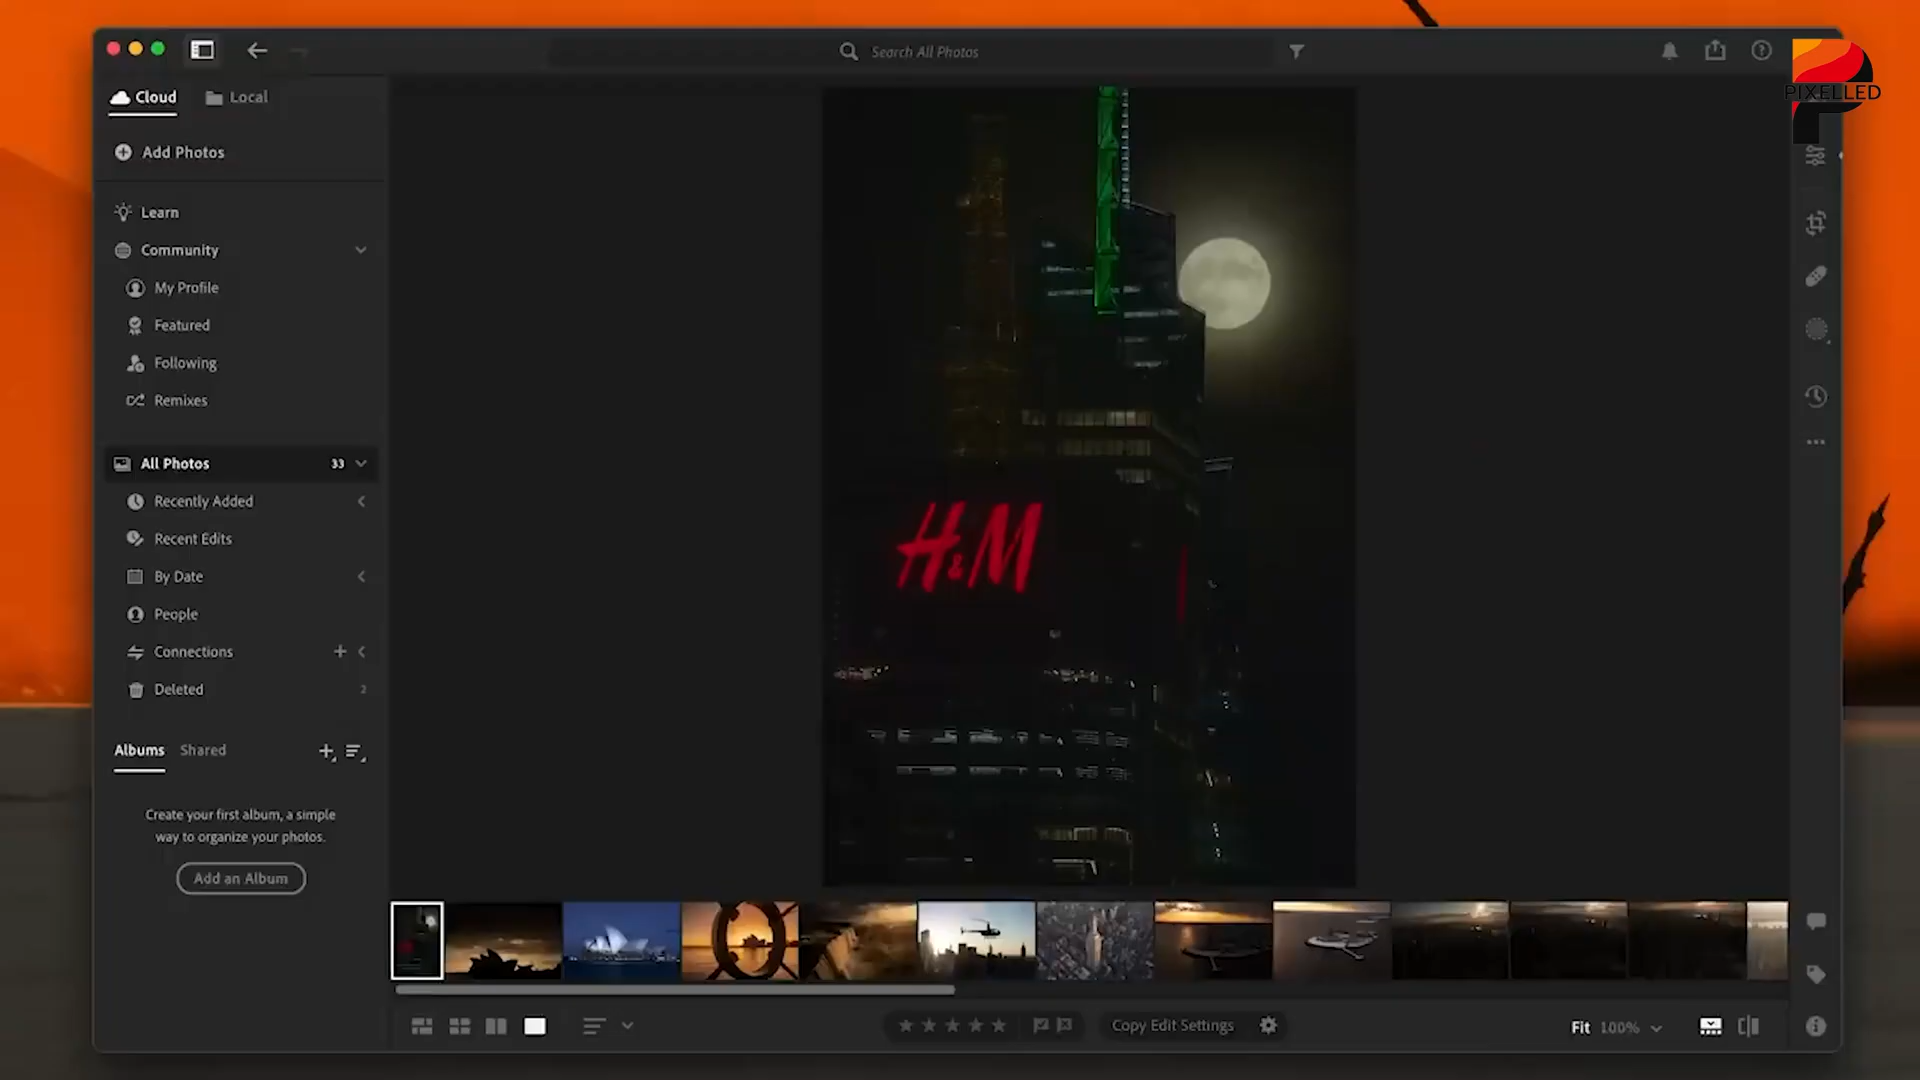 Search All Photos
PIXELLED
Cloud
Local
Add Photos
Learn
Community
My Profile
Featured
Following
Remixes
All Photos 33
Recently Added
Recent Edits
By Date
People
Connections
Deleted 2
Albums
Shared
Create your first album, a simple
way to organize your photos.
Add an Album
H&M
Copy Edit Settings
Fit 100%